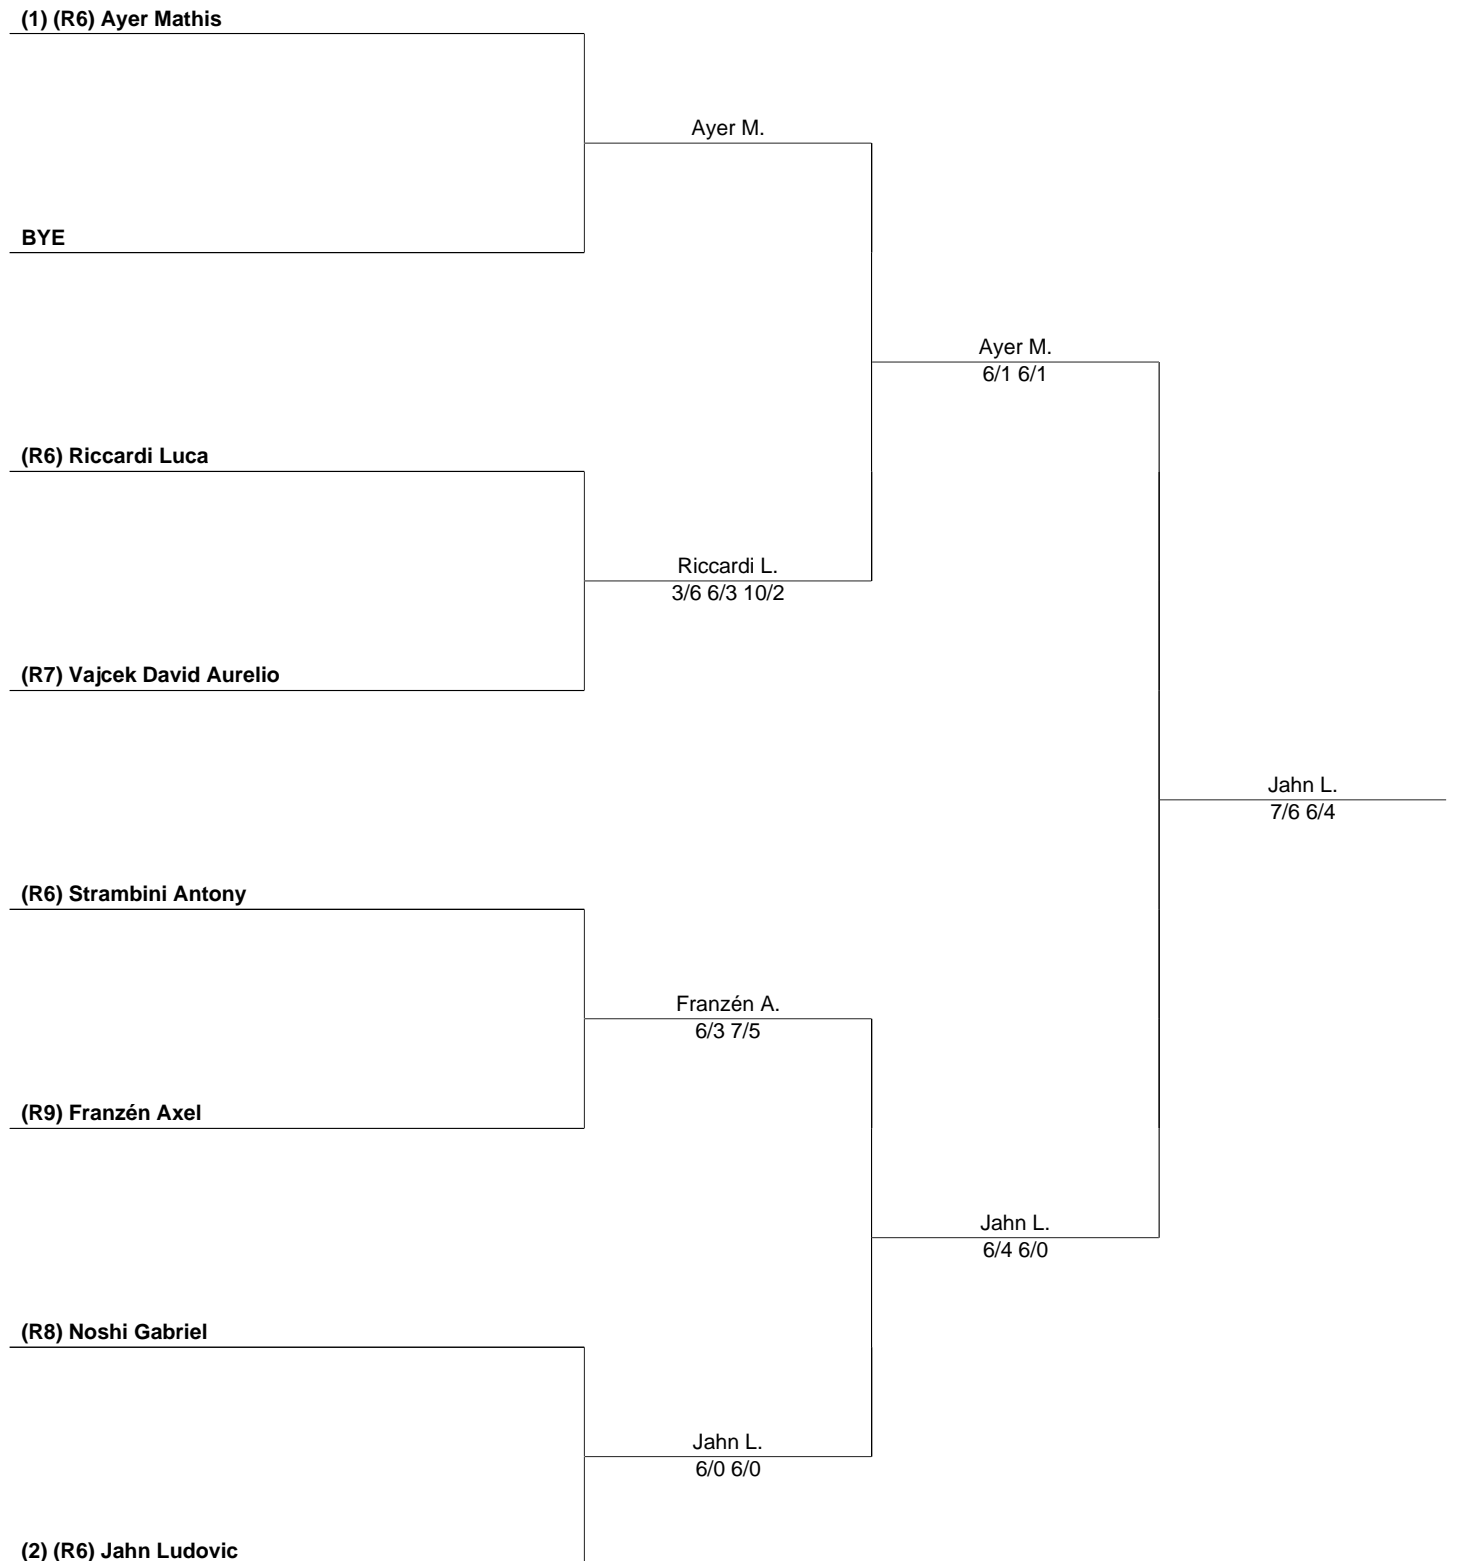 (1) (R6) Ayer Mathis
Ayer M.
BYE
Ayer M.
6/1 6/1
(R6) Riccardi Luca
Riccardi L.
3/6 6/3 10/2
(R7) Vajcek David Aurelio
Jahn L.
7/6 6/4
(R6) Strambini Antony
Franzén A.
6/3 7/5
(R9) Franzén Axel
Jahn L.
6/4 6/0
(R8) Noshi Gabriel
Jahn L.
6/0 6/0
(2) (R6) Jahn Ludovic